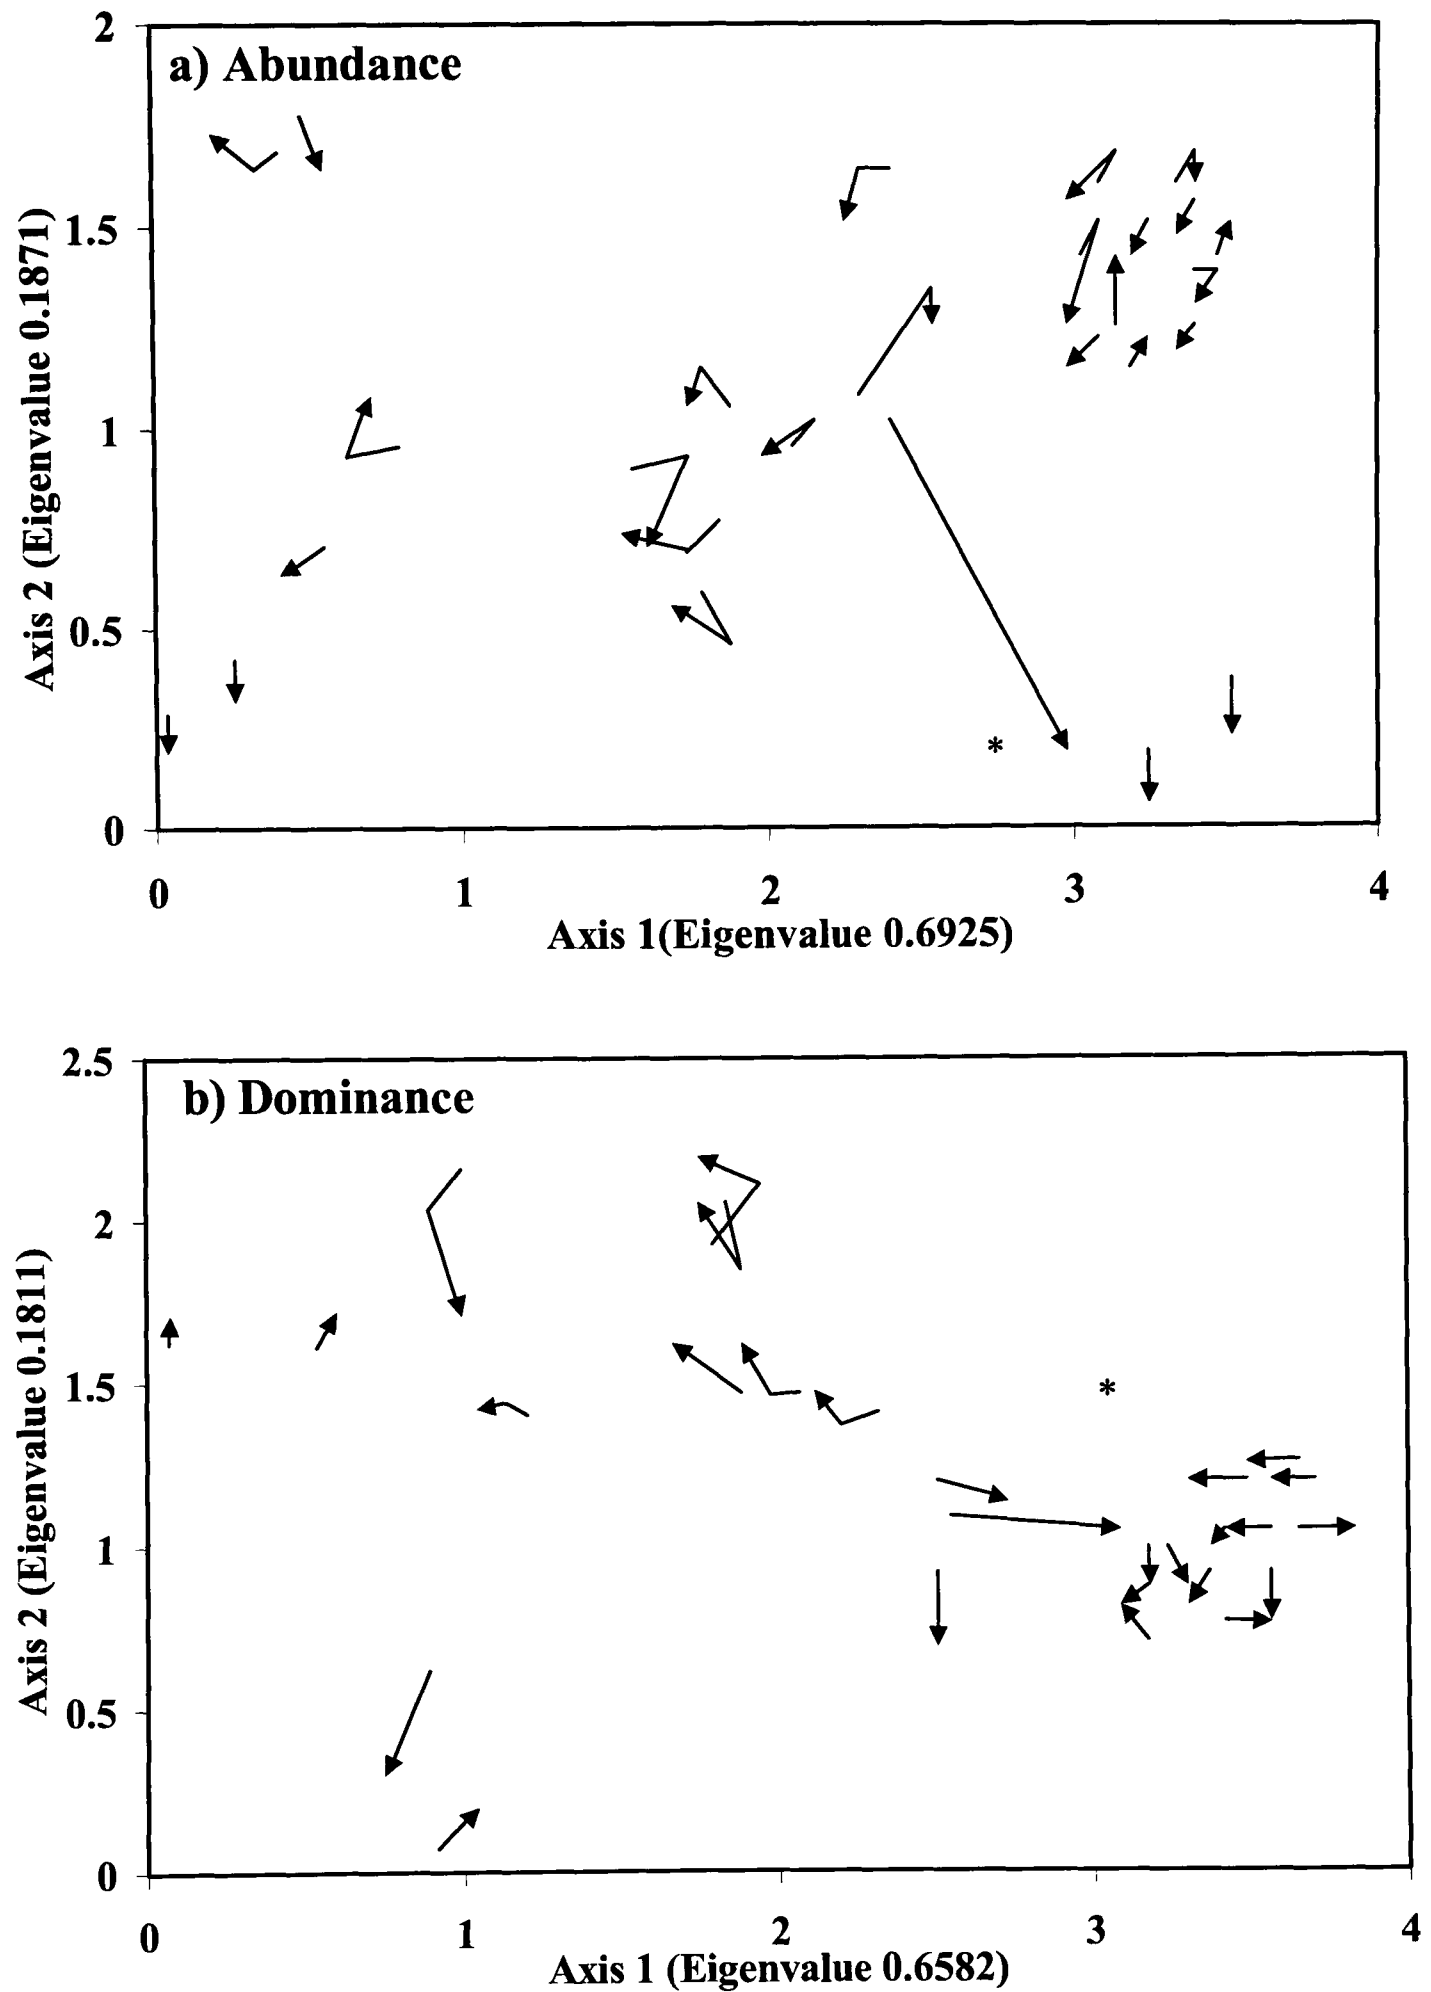 a) Abundance
2
1.5
1
0.5
0
Axis 2 (Eigenvalue 0.1871)
*
0 1 2 3 4
Axis 1(Eigenvalue 0.6925)
b) Dominance
2.5
2
1.5
1
0.5
0
Axis 2 (Eigenvalue 0.1811)
*
0 1 2 3 4
Axis 1 (Eigenvalue 0.6582)